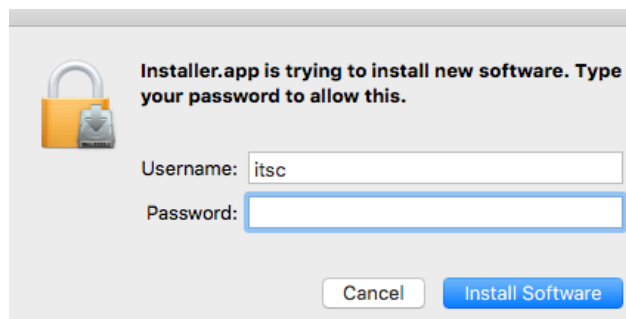 Installer.app is trying to install new software. Type
your password to allow this.
Username: itsc
Password:
Cancel Install Software